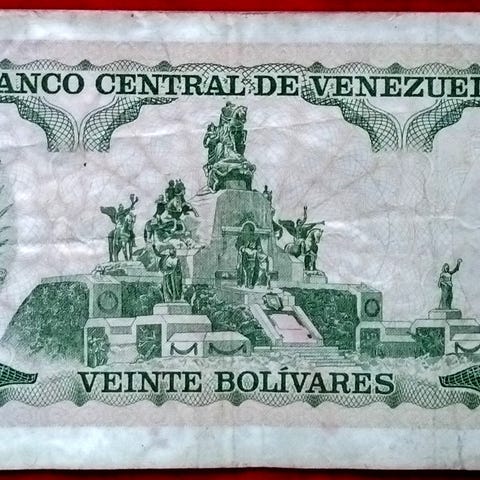 ANCO CENTRAL DE VENEZUEL
VEINTE BOLÍVARES